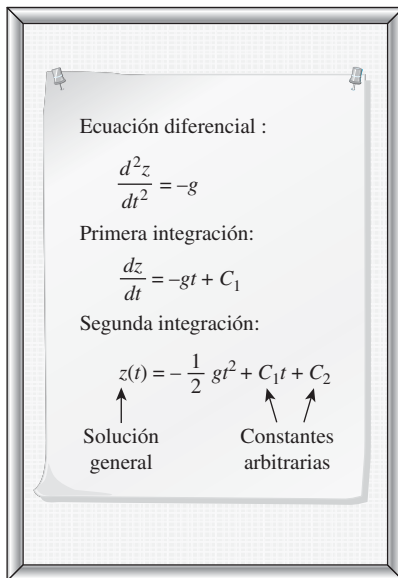 Ecuación diferencial :
d²z/dt² = –g
Primera integración:
dz/dt = –gt + C₁
Segunda integración:
z(t) = – 1/2 gt² + C₁t + C₂
Solución general
Constantes arbitrarias